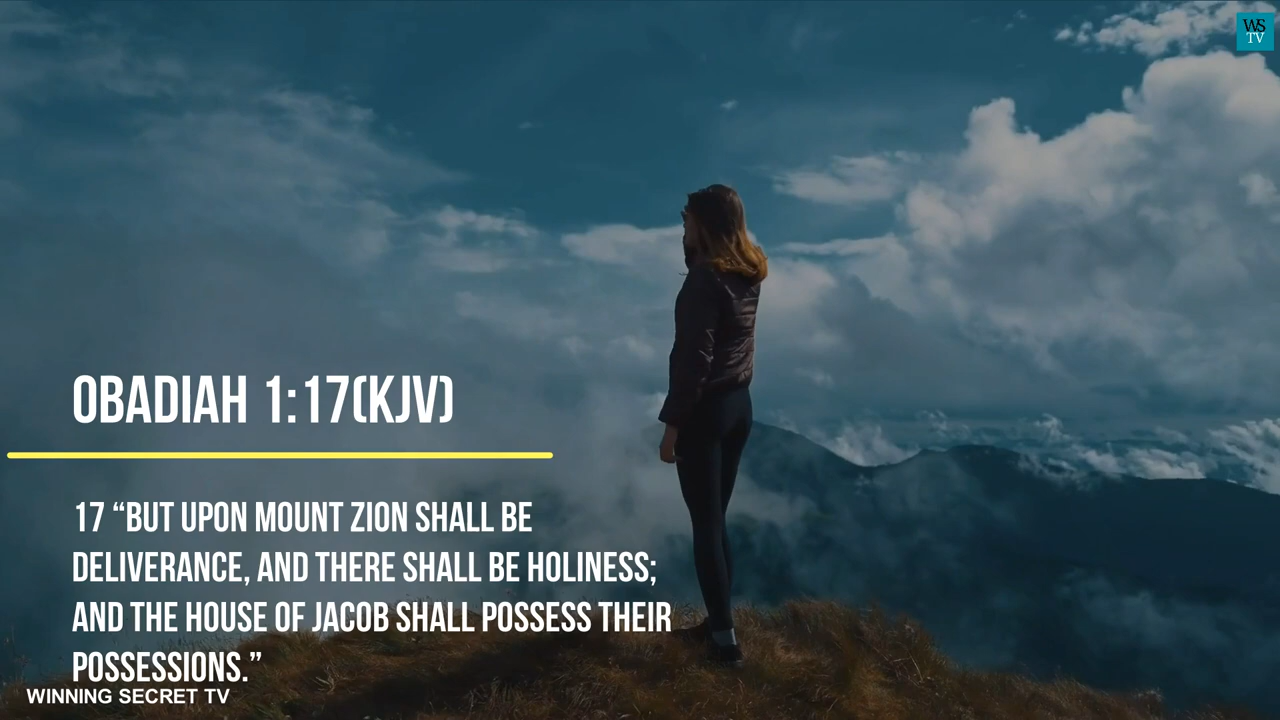 WS
TV
OBADIAH 1:17(KJV)
17 “BUT UPON MOUNT ZION SHALL BE
DELIVERANCE, AND THERE SHALL BE HOLINESS;
AND THE HOUSE OF JACOB SHALL POSSESS THEIR
POSSESSIONS.”
WINNING SECRET TV